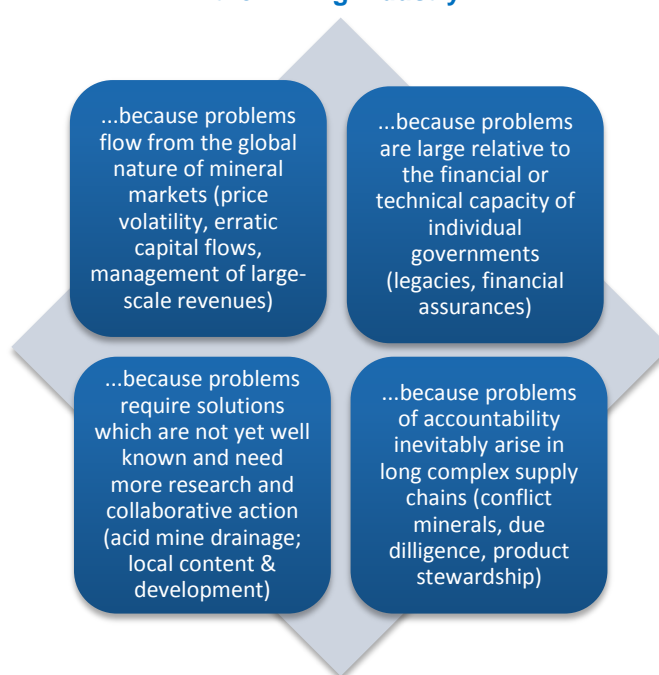 ...because problems
flow from the global
nature of mineral
markets (price
volatility, erratic
capital flows,
management of large-
scale revenues)
...because problems
are large relative to
the financial or
technical capacity of
individual
governments
(legacies, financial
assurances)
...because problems
require solutions
which are not yet well
known and need
more research and
collaborative action
(acid mine drainage;
local content &
development)
...because problems
of accountability
inevitably arise in
long complex supply
chains (conflict
minerals, due
dilligence, product
stewardship)